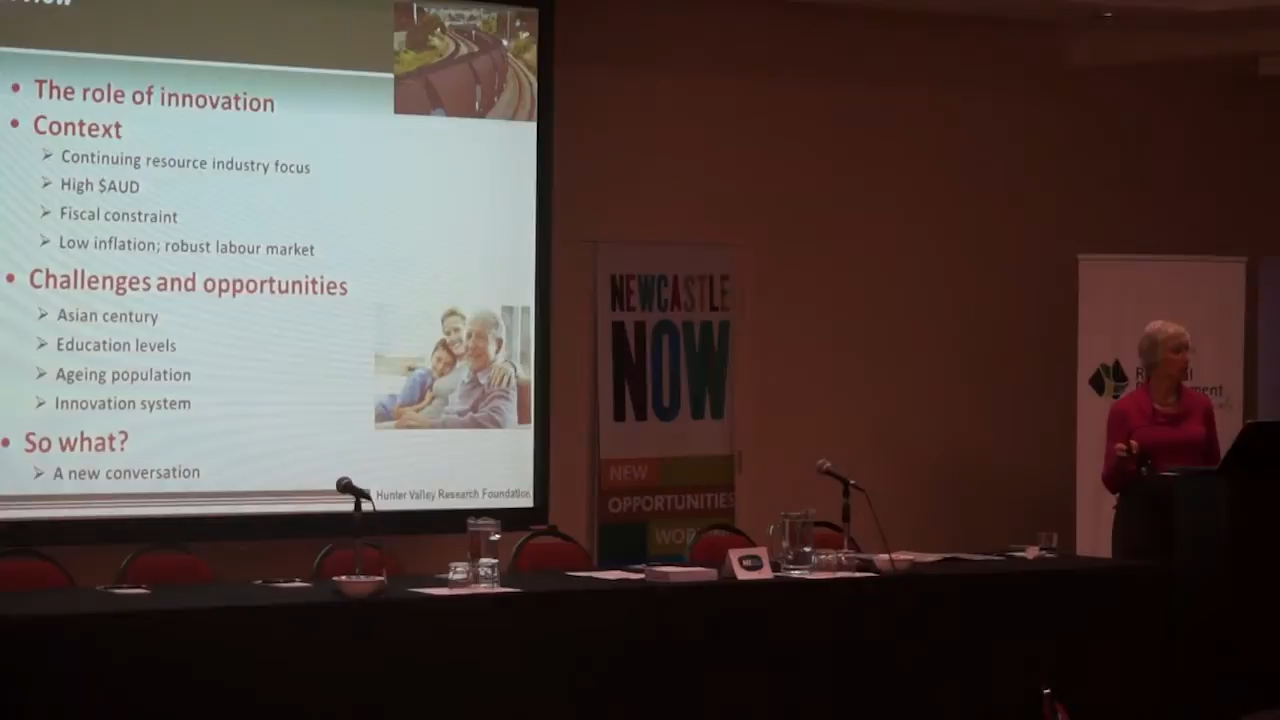 • The role of innovation
• Context
➢ Continuing resource industry focus
➢ High $AUD
➢ Fiscal constraint
➢ Low inflation; robust labour market
• Challenges and opportunities
➢ Asian century
➢ Education levels
➢ Ageing population
➢ Innovation system
• So what?
➢ A new conversation
Hunter Valley Research Foundation
NEWCASTLE
NOW
NEW
OPPORTUNITIES